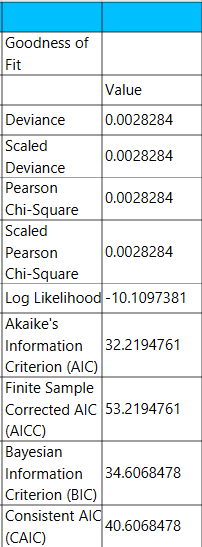 Goodness of
Fit
Value
Deviance 0.0028284
Scaled
Deviance 0.0028284
Pearson
Chi-Square 0.0028284
Scaled
Pearson
Chi-Square 0.0028284
Log Likelihood -10.1097381
Akaike's
Information
Criterion (AIC) 32.2194761
Finite Sample
Corrected AIC
(AICC) 53.2194761
Bayesian
Information
Criterion (BIC) 34.6068478
Consistent AIC
(CAIC) 40.6068478